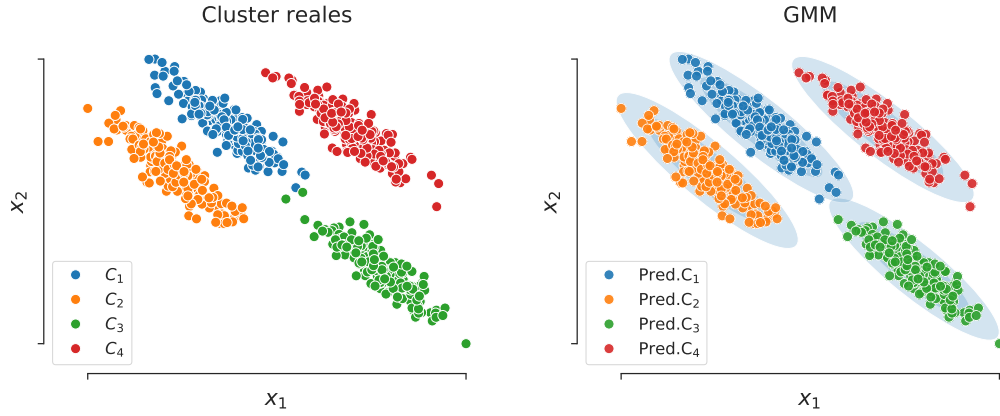 Cluster reales
x₂
C₁
C₂
C₃
C₄
x₁
GMM
x₂
Pred.C₁
Pred.C₂
Pred.C₃
Pred.C₄
x₁